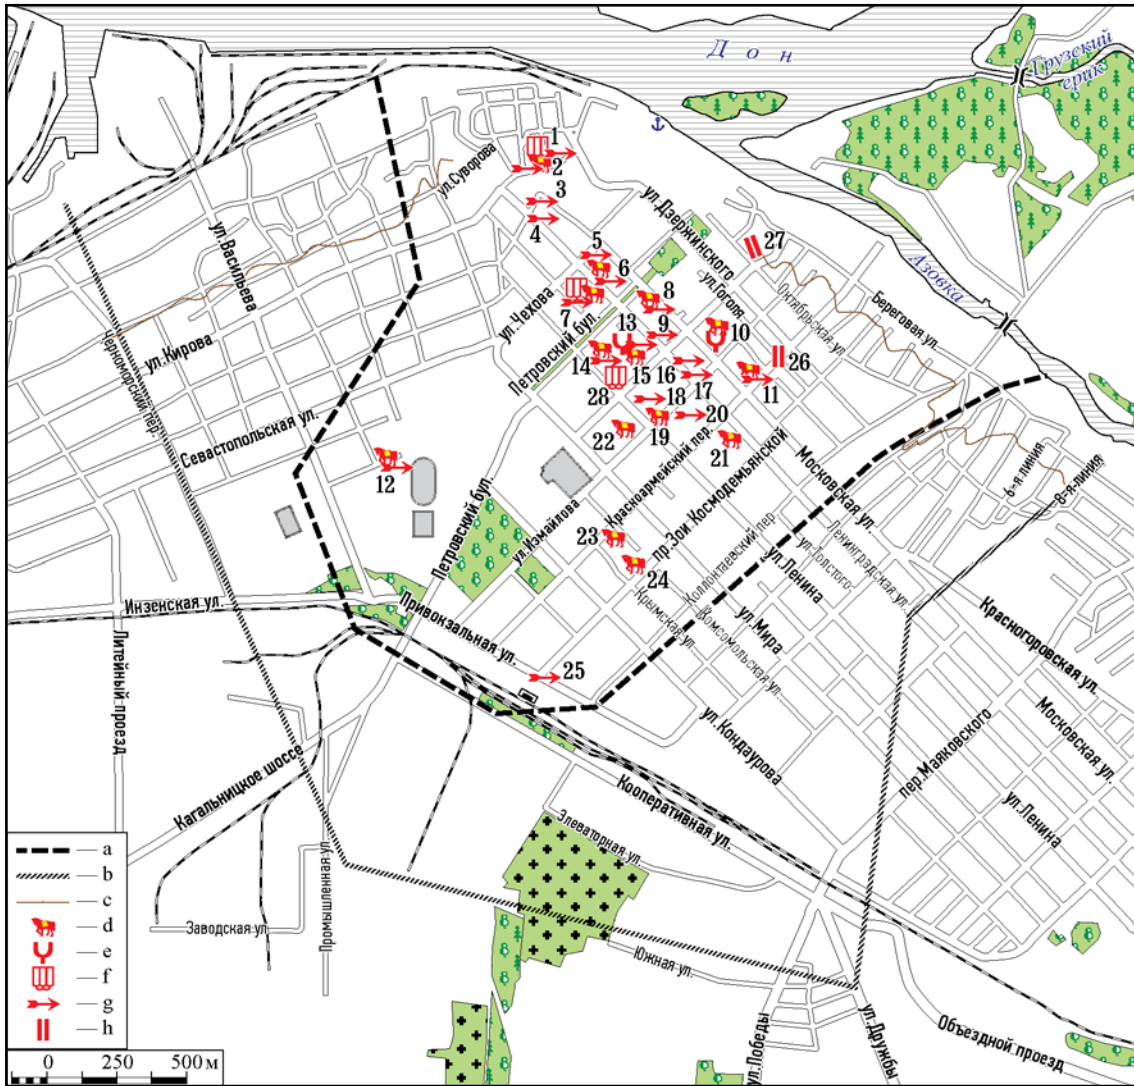 Дон
Грузский
ерик
1
2
ул.Суворова
3
4
ул.Дзержинского
27
5
6
ул.Васильева
ул.Гоголя
Азовка
Октябрьская ул.
Береговая ул.
7
8
ул.Чехова
Петровский бул.
13
9
10
ул.Кирова
Черноморский пер.
14
15
16
26
17
11
28
18
Севастопольская ул.
22
19
20
21
12
Красноармейский пер.
пр.Зои Космодемьянской
Московская ул.
6-я линия
8-я линия
Петровский бул.
ул.Измайлова
23
24
Коллонтаевский пер.
ул.Ленина
ул.Толстого
Ленинградская ул.
Инзенская ул.
Привокзальная ул.
Крымская ул.
Комсомольская ул.
ул.Мира
Красногоровская ул.
Литейный проезд
25
ул.Кондаурова
пер.Маяковского
Московская ул.
Кагальницкое шоссе
Кооперативная ул.
ул.Ленина
Элеваторная ул.
Промышленная ул.
Заводская ул.
Южная ул.
ул.Победы
ул.Дружбы
Объездной проезд
a
b
c
d
e
f
g
h
0 250 500 м